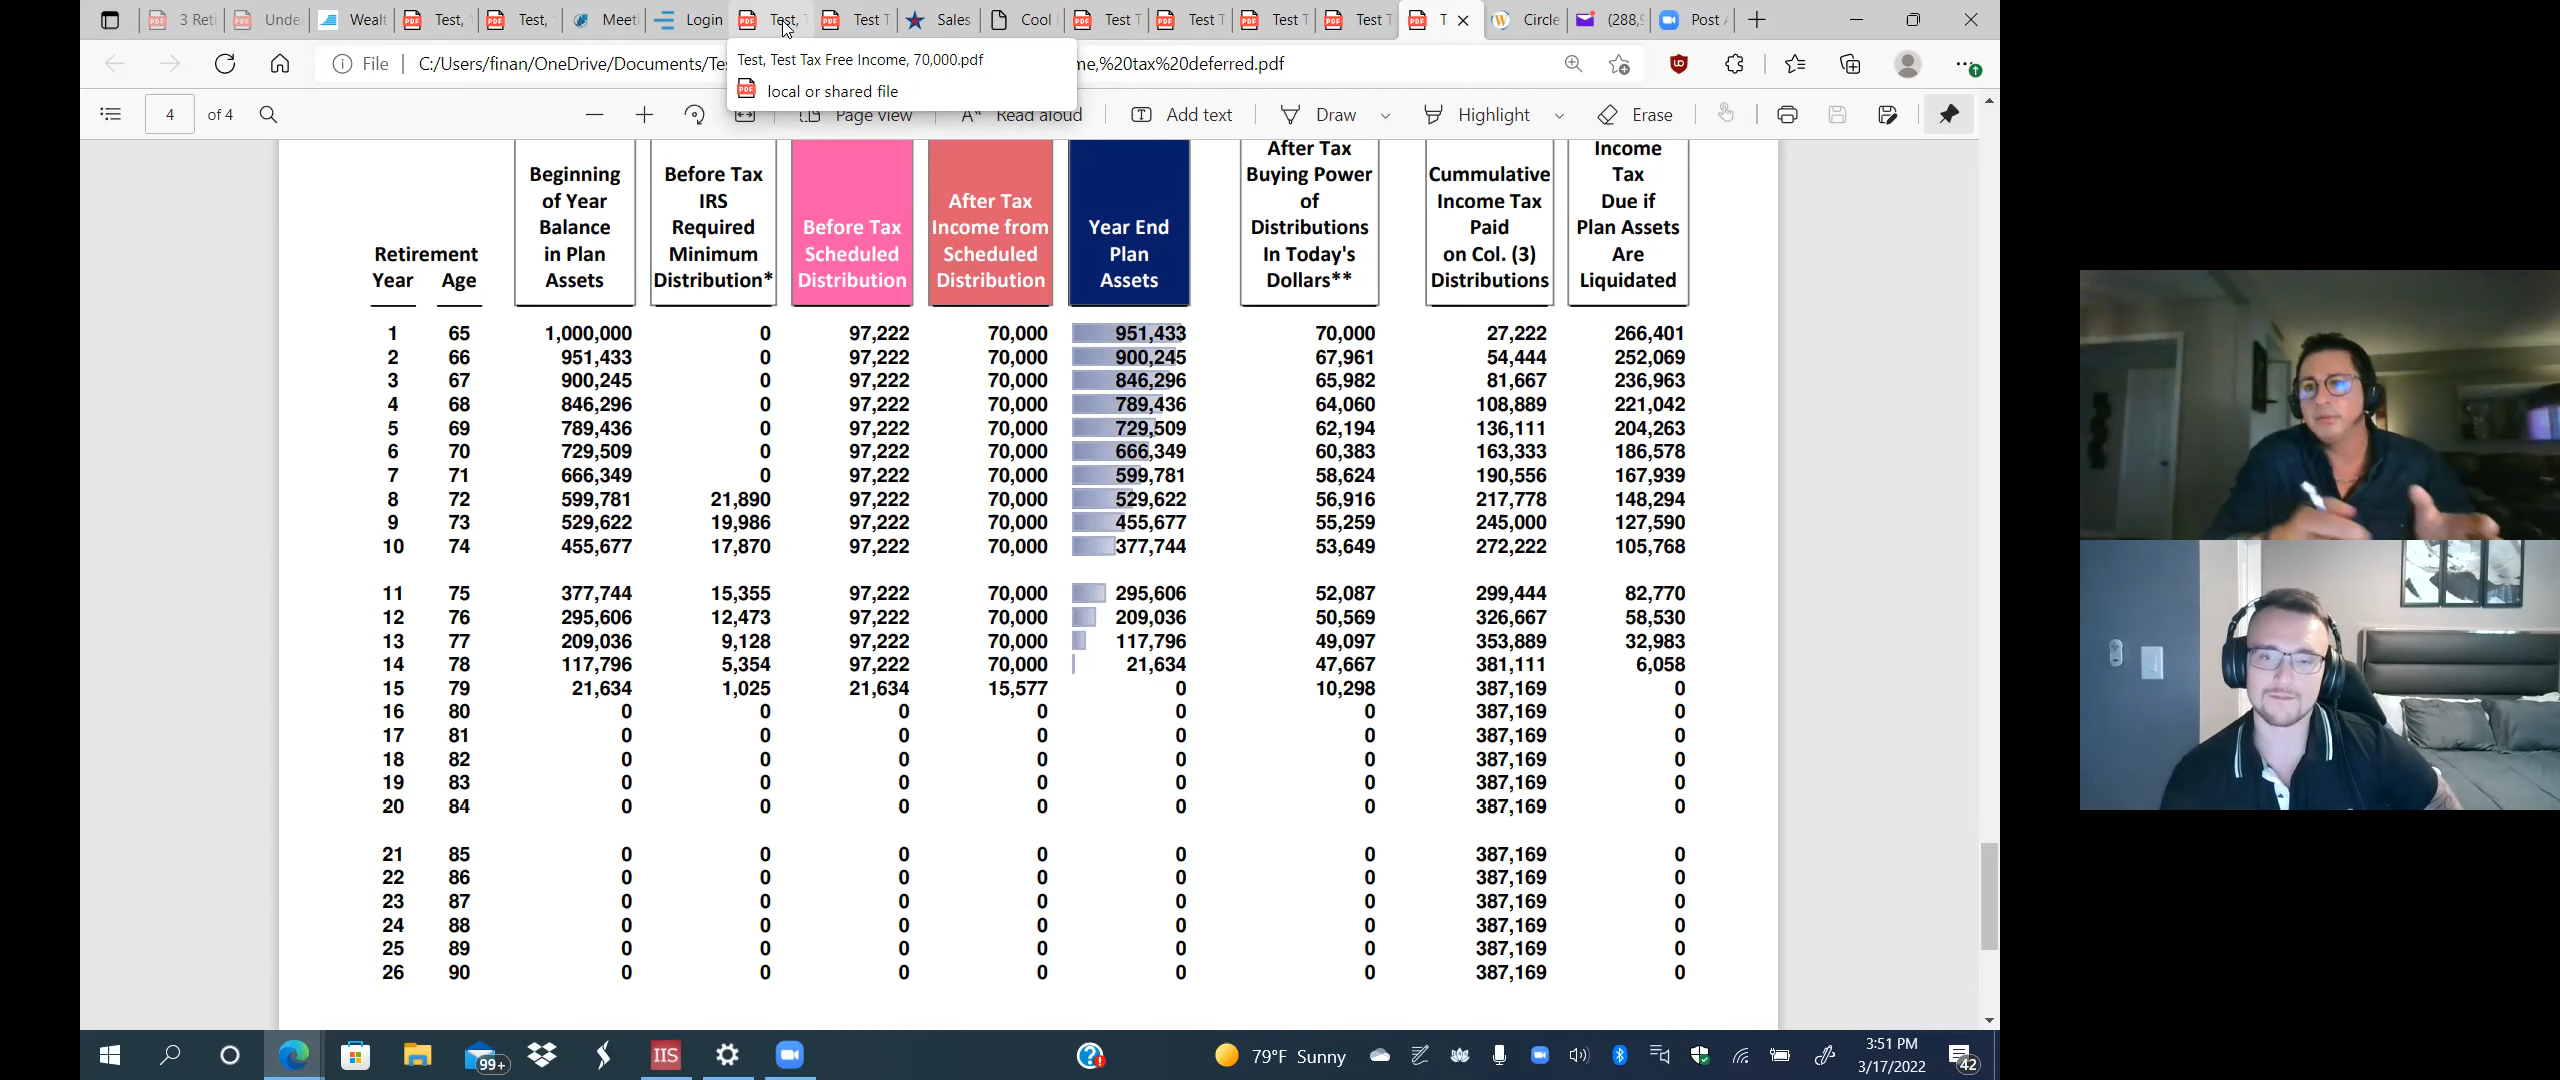 3 Reti
Unde
Wealt
Test,
Test,
Meeti
Login
Test,
Test T
Sales
Cool
Test T
Test T
Test T
Test T
T
Circle
(288,
Post
File
C:/Users/finan/OneDrive/Documents/Te
me,%20tax%20deferred.pdf
Test, Test Tax Free Income, 70,000.pdf
local or shared file
4 of 4
Page view
Read aloud
Add text
Draw
Highlight
Erase
Retirement
Year Age
Beginning
of Year
Balance
in Plan
Assets
Before Tax
IRS
Required
Minimum
Distribution*
Before Tax
Scheduled
Distribution
After Tax
Income from
Scheduled
Distribution
Year End
Plan
Assets
After Tax
Buying Power
of
Distributions
In Today's
Dollars**
Cummulative
Income Tax
Paid
on Col. (3)
Distributions
Income
Tax
Due if
Plan Assets
Are
Liquidated
1 65 1,000,000 0 97,222 70,000 951,433 70,000 27,222 266,401
2 66 951,433 0 97,222 70,000 900,245 67,961 54,444 252,069
3 67 900,245 0 97,222 70,000 846,296 65,982 81,667 236,963
4 68 846,296 0 97,222 70,000 789,436 64,060 108,889 221,042
5 69 789,436 0 97,222 70,000 729,509 62,194 136,111 204,263
6 70 729,509 0 97,222 70,000 666,349 60,383 163,333 186,578
7 71 666,349 0 97,222 70,000 599,781 58,624 190,556 167,939
8 72 599,781 21,890 97,222 70,000 529,622 56,916 217,778 148,294
9 73 529,622 19,986 97,222 70,000 455,677 55,259 245,000 127,590
10 74 455,677 17,870 97,222 70,000 377,744 53,649 272,222 105,768
11 75 377,744 15,355 97,222 70,000 295,606 52,087 299,444 82,770
12 76 295,606 12,473 97,222 70,000 209,036 50,569 326,667 58,530
13 77 209,036 9,128 97,222 70,000 117,796 49,097 353,889 32,983
14 78 117,796 5,354 97,222 70,000 21,634 47,667 381,111 6,058
15 79 21,634 1,025 21,634 15,577 0 10,298 387,169 0
16 80 0 0 0 0 0 0 387,169 0
17 81 0 0 0 0 0 0 387,169 0
18 82 0 0 0 0 0 0 387,169 0
19 83 0 0 0 0 0 0 387,169 0
20 84 0 0 0 0 0 0 387,169 0
21 85 0 0 0 0 0 0 387,169 0
22 86 0 0 0 0 0 0 387,169 0
23 87 0 0 0 0 0 0 387,169 0
24 88 0 0 0 0 0 0 387,169 0
25 89 0 0 0 0 0 0 387,169 0
26 90 0 0 0 0 0 0 387,169 0
99+
IIS
79°F Sunny
3:51 PM
3/17/2022
42